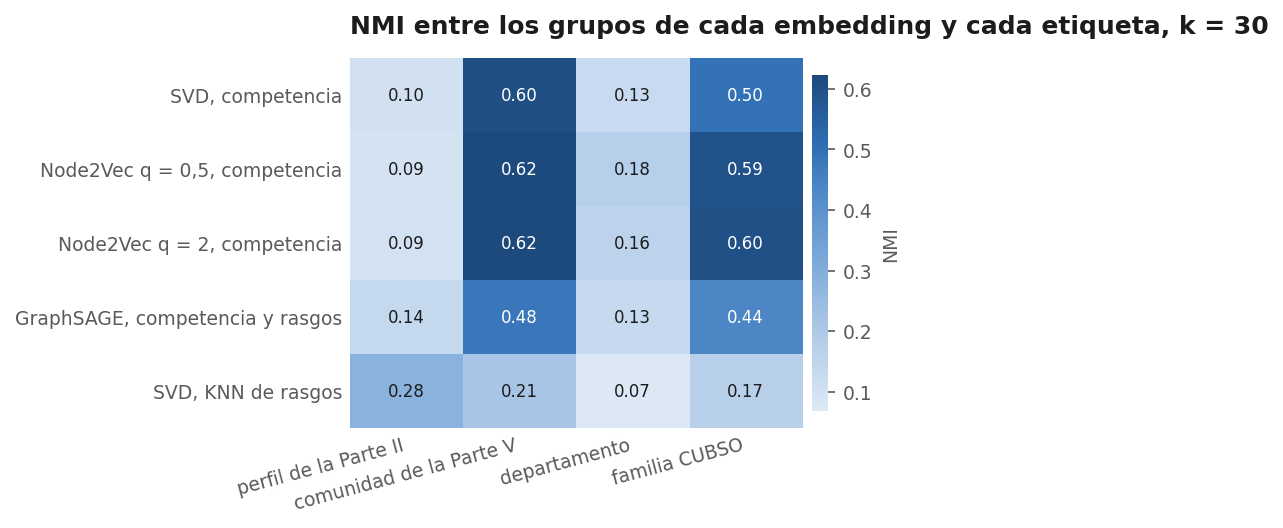 NMI entre los grupos de cada embedding y cada etiqueta, k = 30
SVD, competencia 0.10 0.60 0.13 0.50
Node2Vec q = 0,5, competencia 0.09 0.62 0.18 0.59
Node2Vec q = 2, competencia 0.09 0.62 0.16 0.60
GraphSAGE, competencia y rasgos 0.14 0.48 0.13 0.44
SVD, KNN de rasgos 0.28 0.21 0.07 0.17
perfil de la Parte II
comunidad de la Parte V
departamento
familia CUBSO
0.6
0.5
0.4
0.3
0.2
0.1
NMI